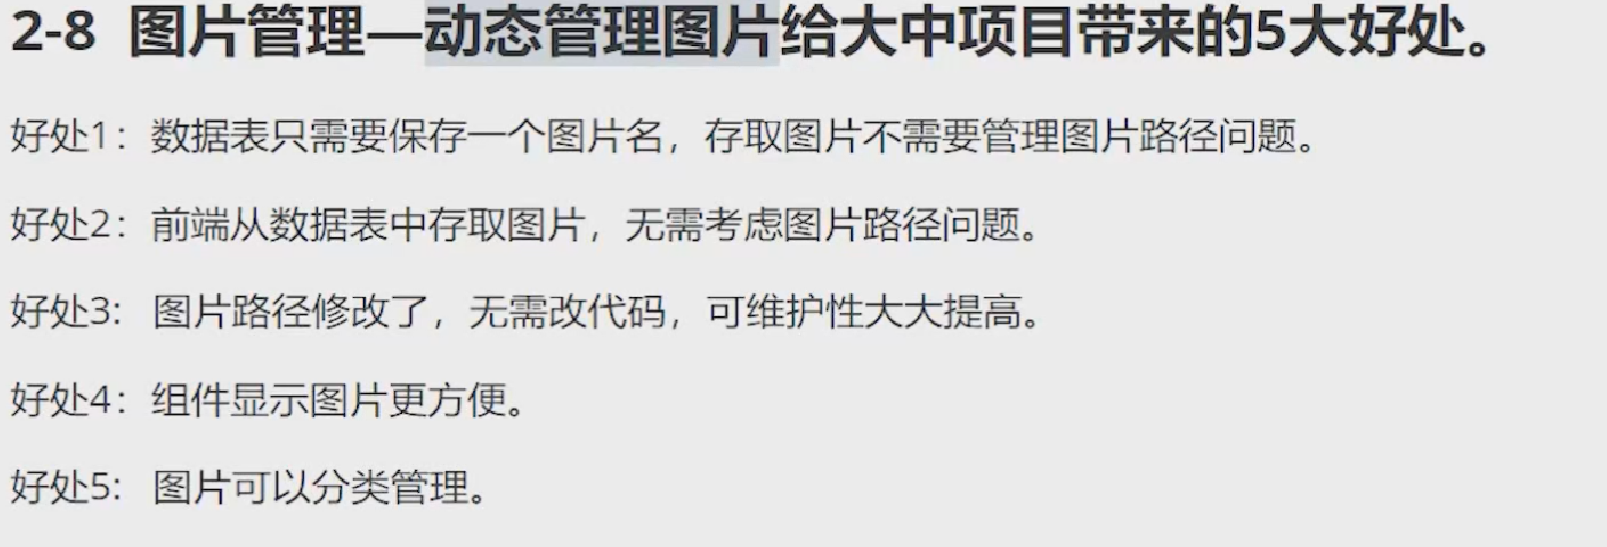 2-8 图片管理—动态管理图片给大中项目带来的5大好处。
好处1：数据表只需要保存一个图片名，存取图片不需要管理图片路径问题。
好处2：前端从数据表中存取图片，无需考虑图片路径问题。
好处3: 图片路径修改了，无需改代码，可维护性大大提高。
好处4：组件显示图片更方便。
好处5: 图片可以分类管理。